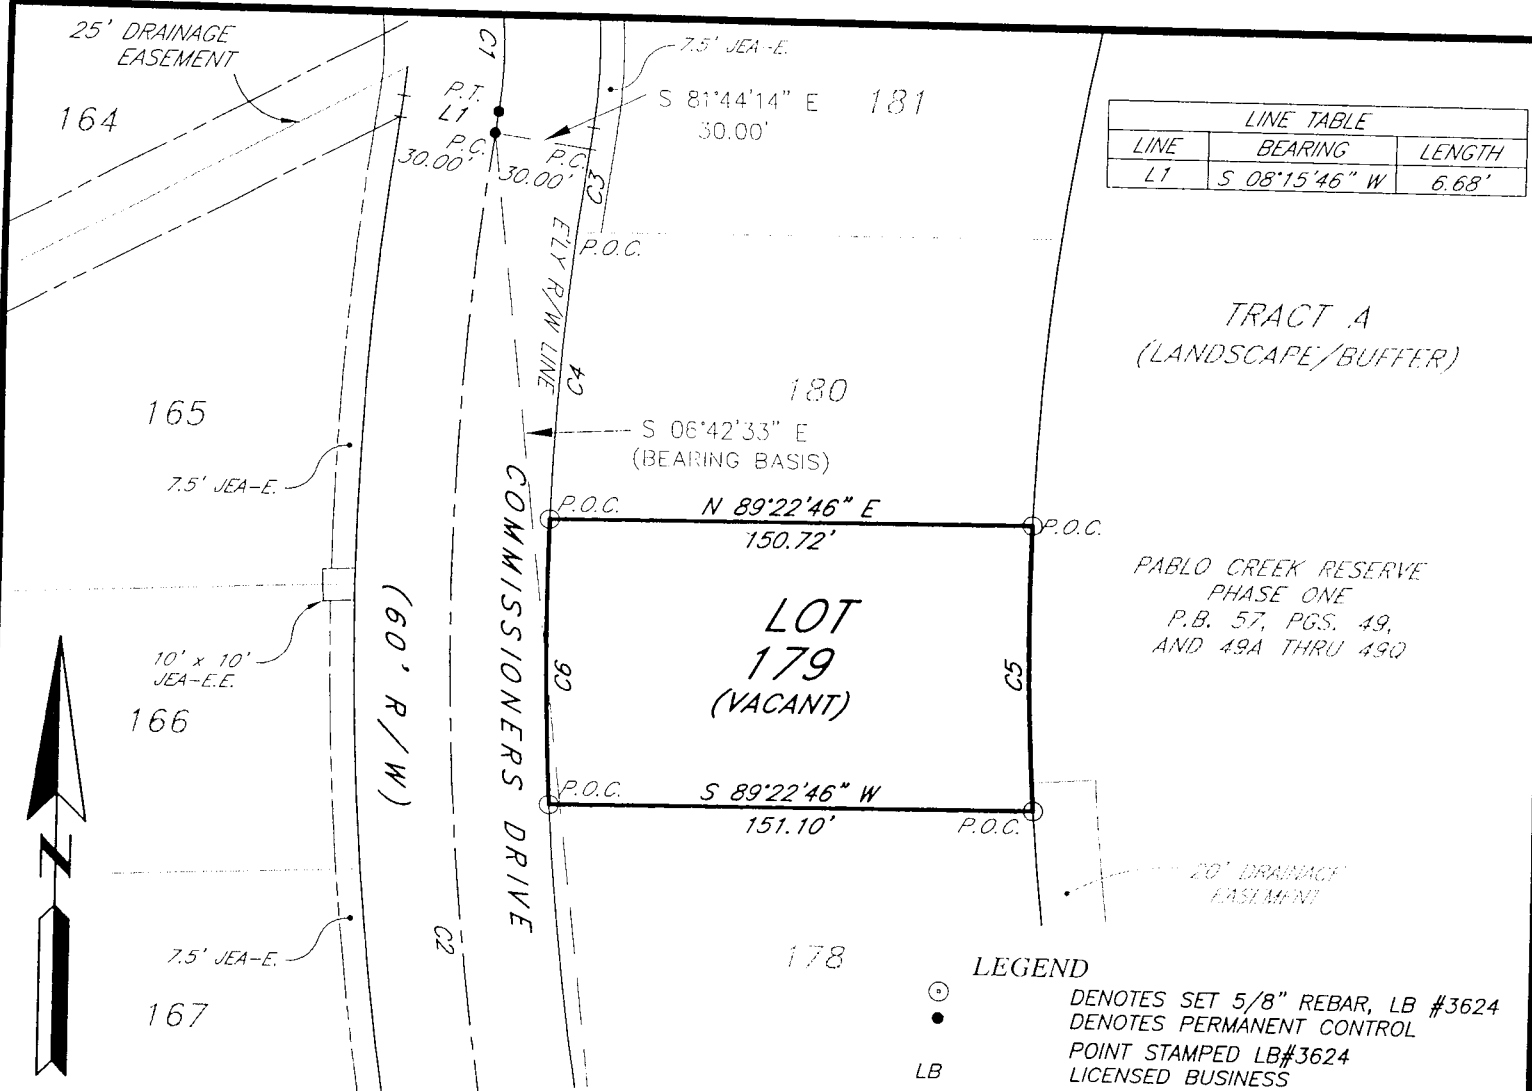 25' DRAINAGE
EASEMENT
164
C1
P.T.
L1
P.C.
30.00'
30.00'
P.C.
C3
7.5' JEA-E.
S 81°44'14" E
30.00'
181
LINE TABLE
LINE BEARING LENGTH
L1 S 08°15'46" W 6.68'
P.O.C.
E'LY R/W LINE
C4
TRACT A
(LANDSCAPE/BUFFER)
180
165
7.5' JEA-E.
S 06°42'33" E
(BEARING BASIS)
P.O.C.
N 89°22'46" E
150.72'
P.O.C.
COMMISSIONERS DRIVE
(60' R/W)
PABLO CREEK RESERVE
PHASE ONE
P.B. 57, PGS. 49,
AND 49A THRU 49Q
LOT
179
(VACANT)
C6
C5
10' x 10'
JEA-E.E.
166
P.O.C.
S 89°22'46" W
151.10'
P.O.C.
N
20' DRAINAGE
EASEMENT
C2
7.5' JEA-E.
167
178
LEGEND
DENOTES SET 5/8" REBAR, LB #3624
DENOTES PERMANENT CONTROL
POINT STAMPED LB#3624
LB LICENSED BUSINESS